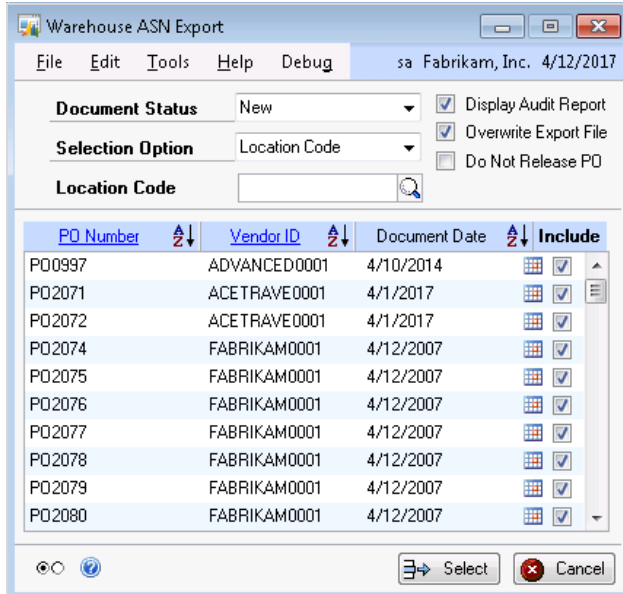 Warehouse ASN Export
File Edit Tools Help Debug sa Fabrikam, Inc. 4/12/2017
Document Status New Display Audit Report
Overwrite Export File
Selection Option Location Code
Do Not Release PO
Location Code
PO Number Vendor ID Document Date Include
PO0997 ADVANCED0001 4/10/2014
PO2071 ACETRAVE0001 4/1/2017
PO2072 ACETRAVE0001 4/1/2017
PO2074 FABRIKAM0001 4/12/2007
PO2075 FABRIKAM0001 4/12/2007
PO2076 FABRIKAM0001 4/12/2007
PO2077 FABRIKAM0001 4/12/2007
PO2078 FABRIKAM0001 4/12/2007
PO2079 FABRIKAM0001 4/12/2007
PO2080 FABRIKAM0001 4/12/2007
Select Cancel